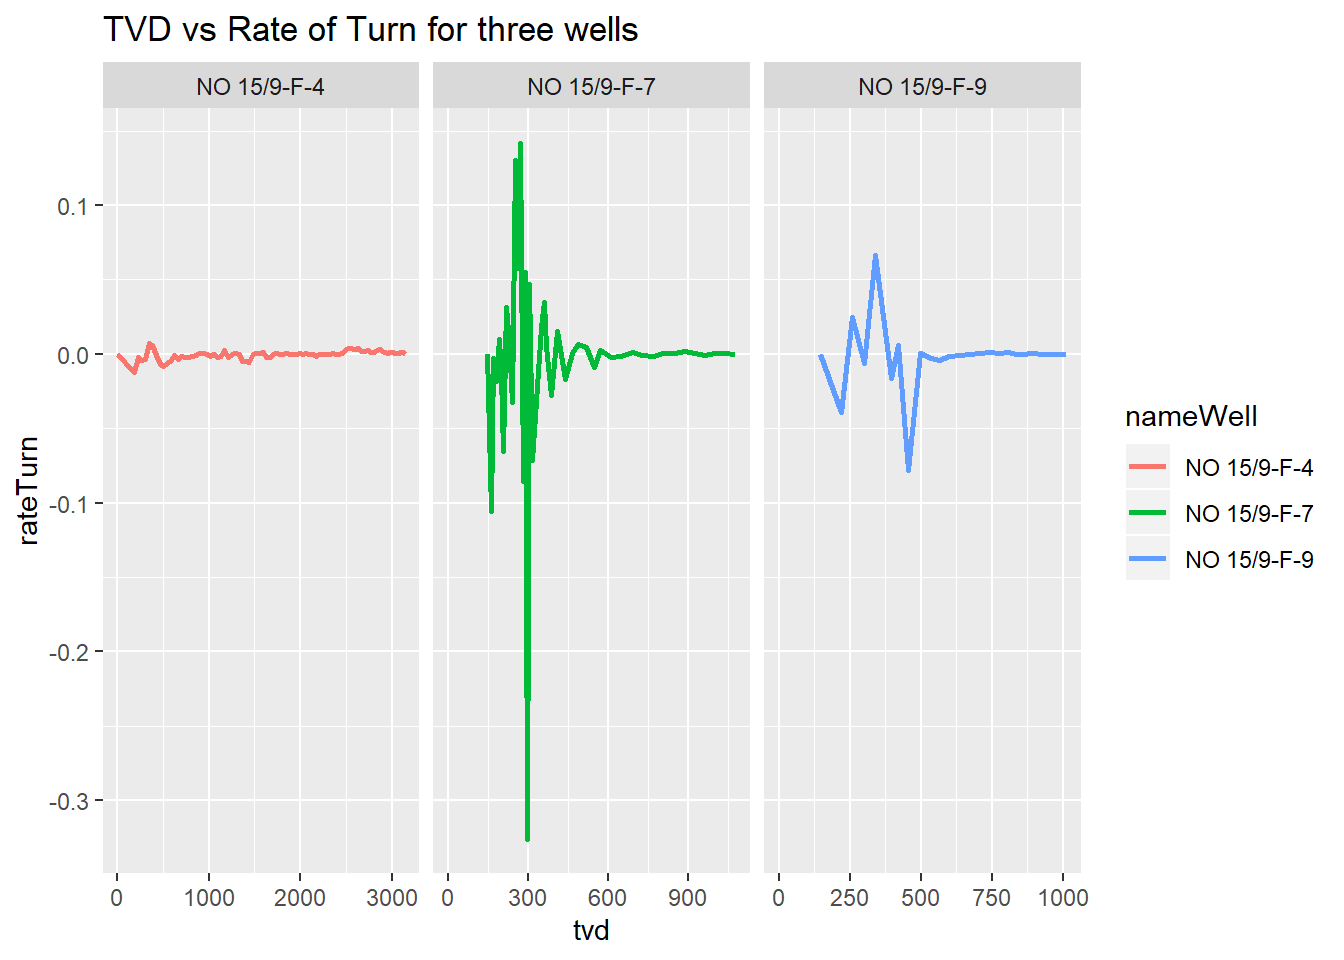 TVD vs Rate of Turn for three wells
NO 15/9-F-4
NO 15/9-F-7
NO 15/9-F-9
rateTurn
0.1
0.0
-0.1
-0.2
-0.3
0 1000 2000 3000
0 300 600 900
0 250 500 750 1000
tvd
nameWell
NO 15/9-F-4
NO 15/9-F-7
NO 15/9-F-9